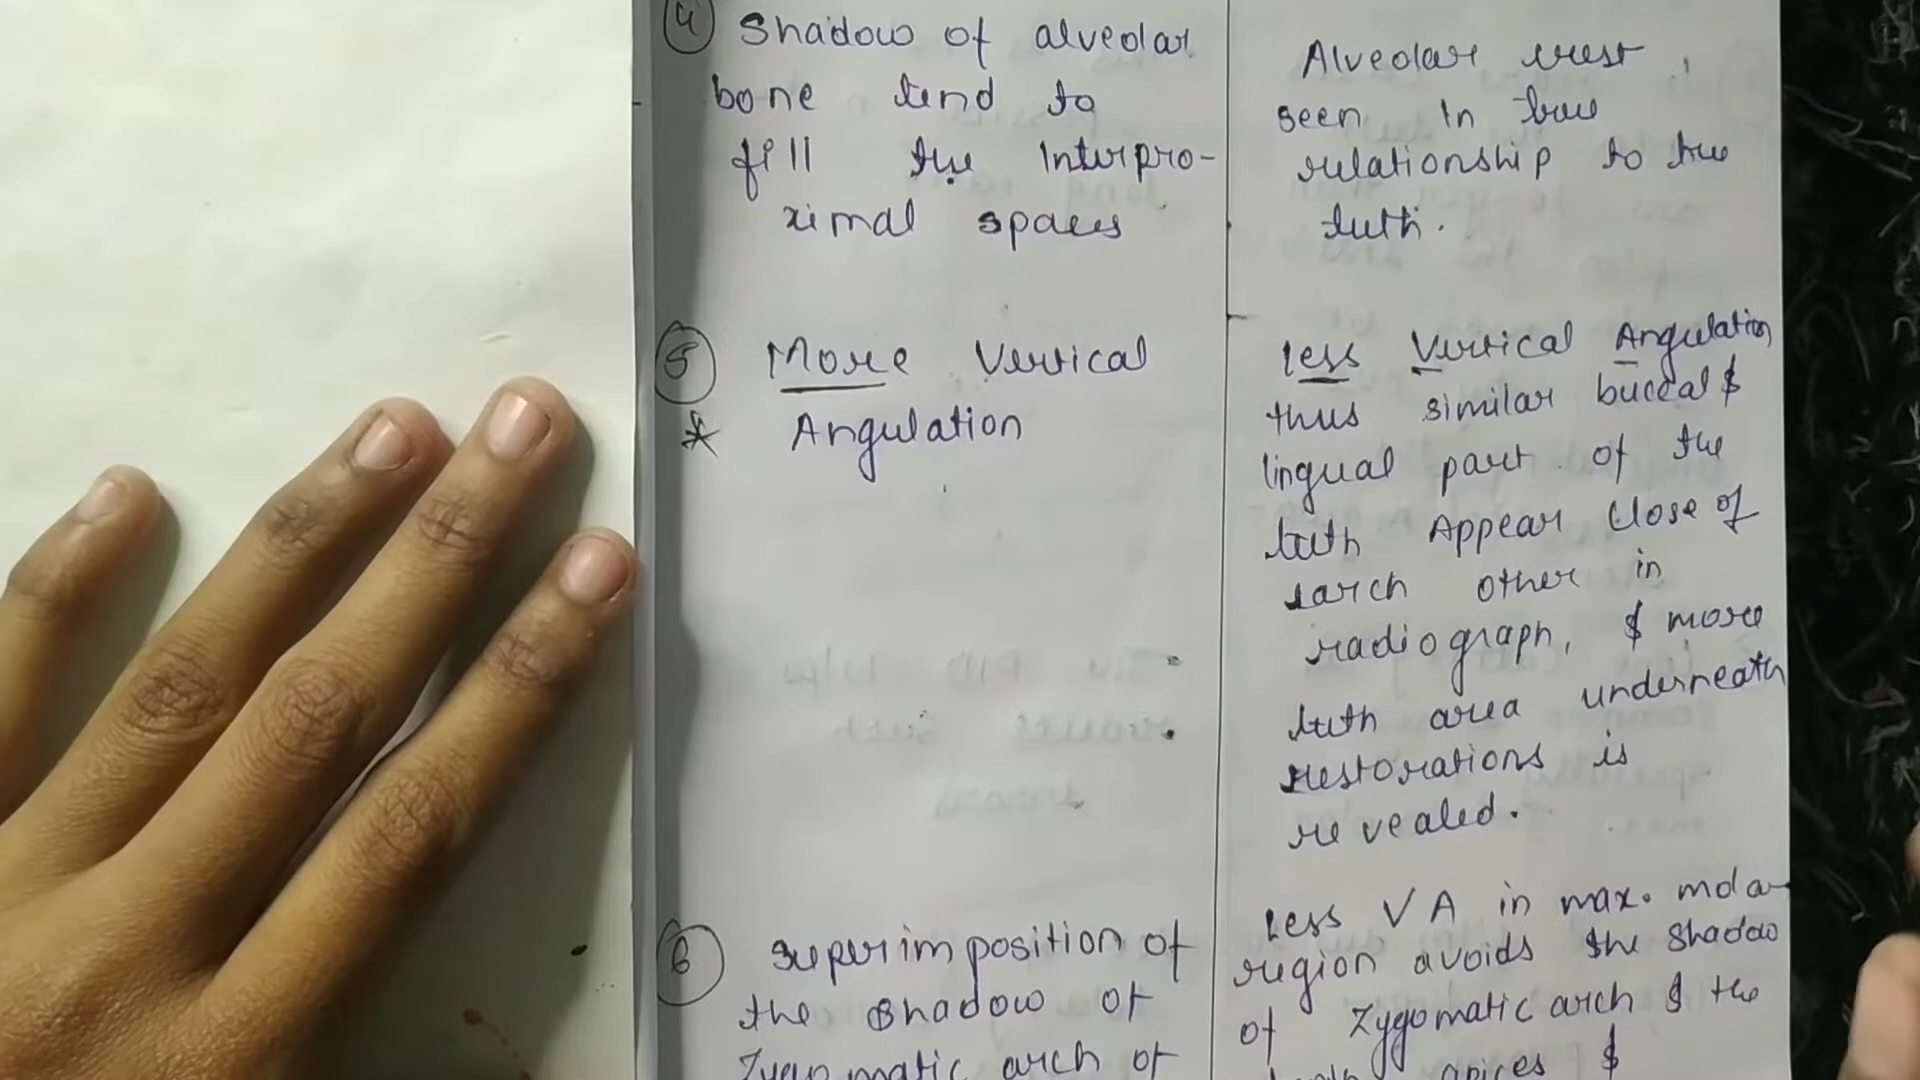 4 Shadow of alveolar
bone tend to
fill the Interpro-
ximal spaces
Alveolar crest
seen in true
relationship to the
teeth.
5 More Vertical
* Angulation
less Vertical Angulation
thus similar buccal &
lingual part of the
teeth Appear Close of
each other in
radiograph, & more
teeth area underneath
restorations is
revealed.
6 superimposition of
the shadow of
Zygomatic arch of
Less VA in max. molar
region avoids the shadow
of Zygomatic arch & the
apices &